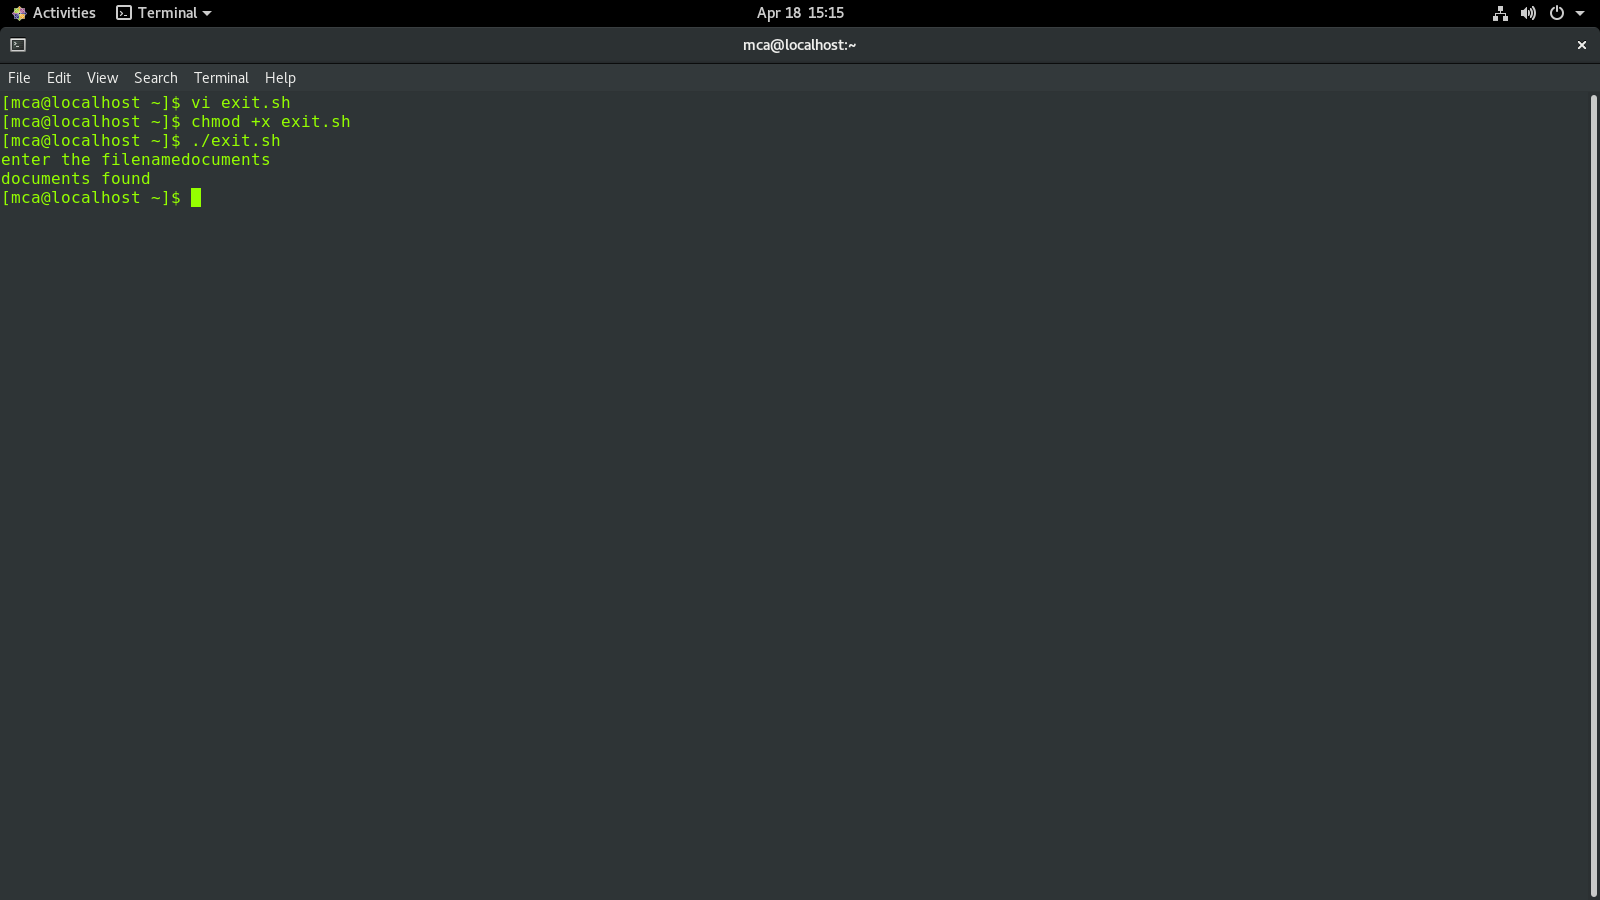 Activities Terminal Apr 18 15:15
mca@localhost:~
File Edit View Search Terminal Help
[mca@localhost ~]$ vi exit.sh
[mca@localhost ~]$ chmod +x exit.sh
[mca@localhost ~]$ ./exit.sh
enter the filenamedocuments
documents found
[mca@localhost ~]$